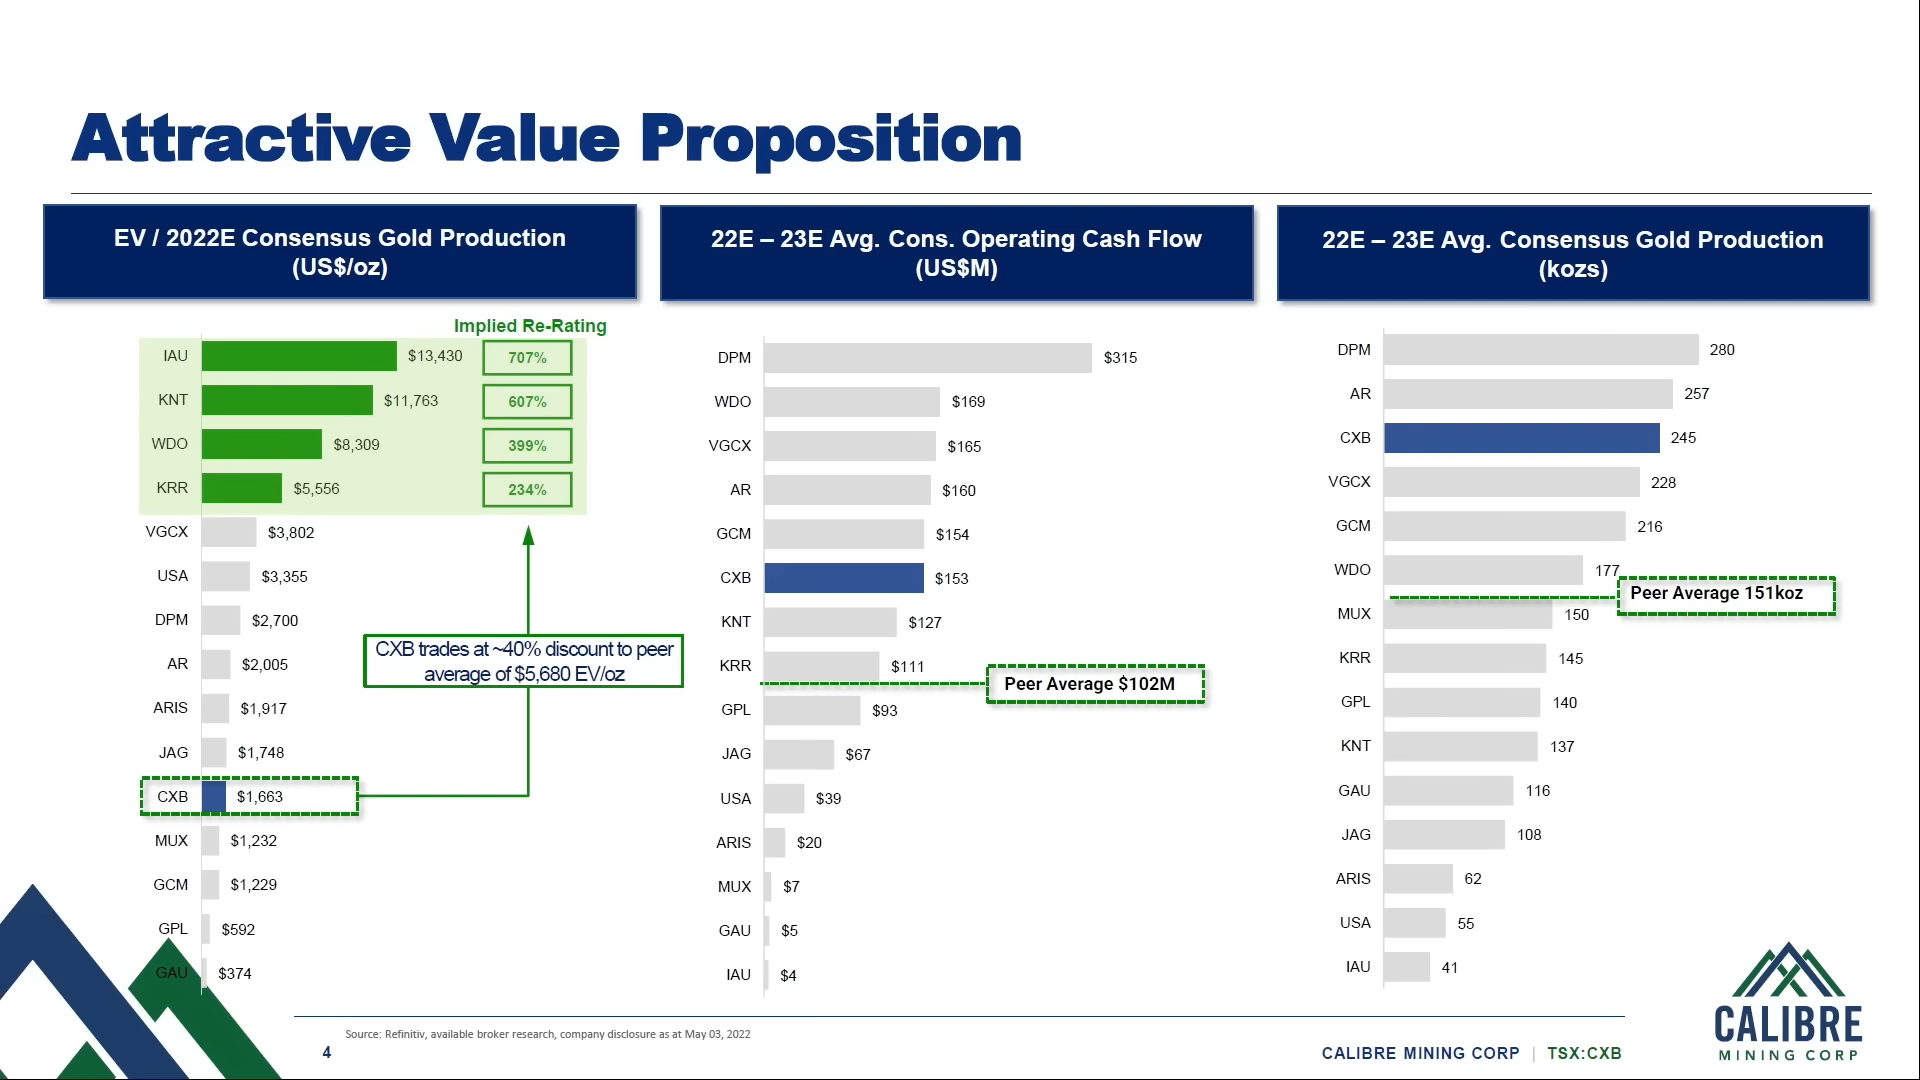 Attractive Value Proposition
EV / 2022E Consensus Gold Production
(US$/oz)
Implied Re-Rating
IAU $13,430 707%
KNT $11,763 607%
WDO $8,309 399%
KRR $5,556 234%
VGCX $3,802
USA $3,355
DPM $2,700
AR $2,005
ARIS $1,917
JAG $1,748
CXB $1,663
MUX $1,232
GCM $1,229
GPL $592
GAU $374
CXB trades at ~40% discount to peer
average of $5,680 EV/oz
22E – 23E Avg. Cons. Operating Cash Flow
(US$M)
DPM $315
WDO $169
VGCX $165
AR $160
GCM $154
CXB $153
KNT $127
KRR $111
Peer Average $102M
GPL $93
JAG $67
USA $39
ARIS $20
MUX $7
GAU $5
IAU $4
22E – 23E Avg. Consensus Gold Production
(kozs)
DPM 280
AR 257
CXB 245
VGCX 228
GCM 216
WDO 177
Peer Average 151koz
MUX 150
KRR 145
GPL 140
KNT 137
GAU 116
JAG 108
ARIS 62
USA 55
IAU 41
Source: Refinitiv, available broker research, company disclosure as at May 03, 2022
4
CALIBRE MINING CORP | TSX:CXB
CALIBRE
MINING CORP